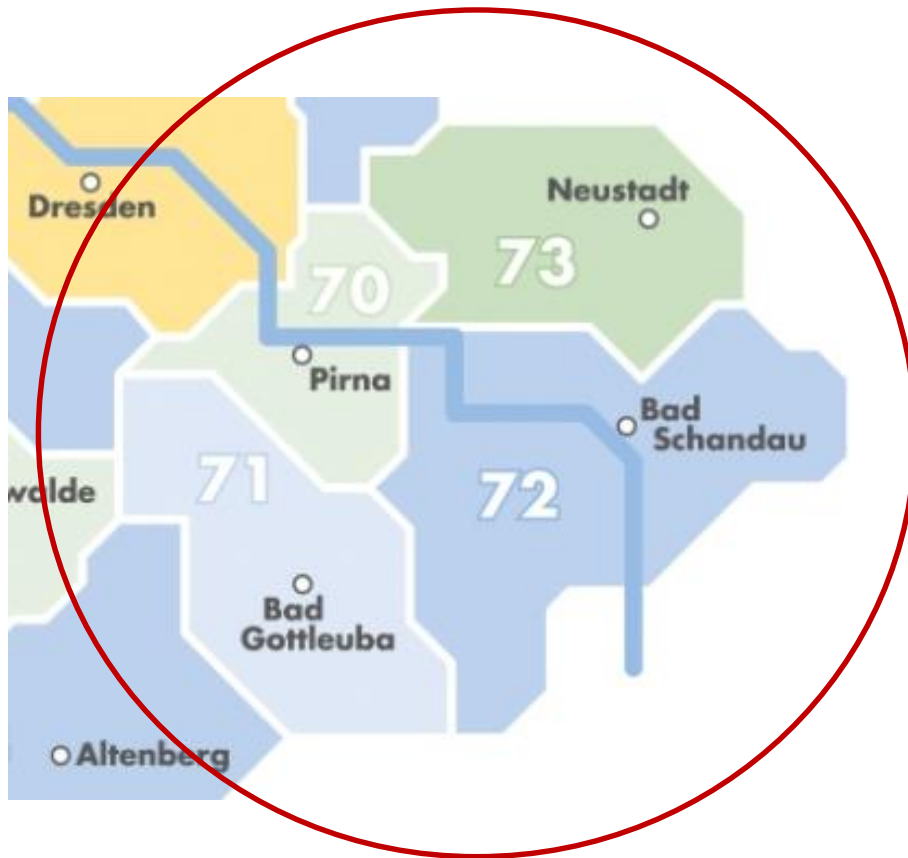 Neustadt
Dresden
73
70
Pirna
Bad
Schandau
71
72
walde
Bad
Gottleuba
Altenberg